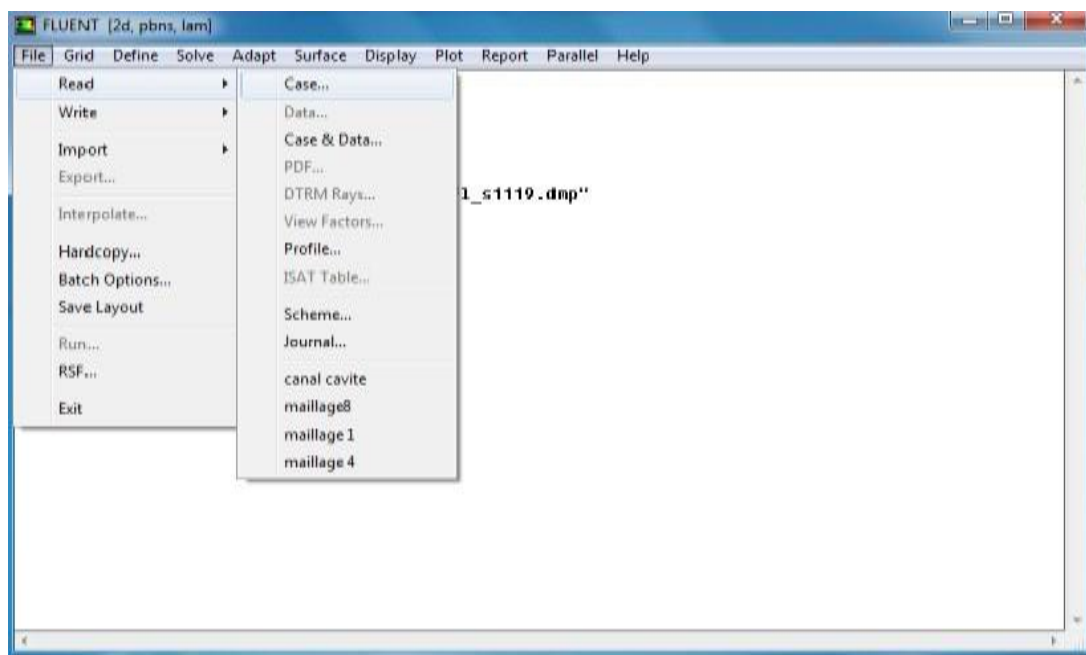 FLUENT [2d, pbns, lam]
File Grid Define Solve Adapt Surface Display Plot Report Parallel Help
Read
Write
Import
Export...
Interpolate...
Hardcopy...
Batch Options...
Save Layout
Run...
RSF...
Exit
Case...
Data...
Case & Data...
PDF...
DTRM Rays...
View Factors...
Profile...
ISAT Table...
Scheme...
Journal...
canal cavite
maillage8
maillage 1
maillage 4
l_s1119.dmp"